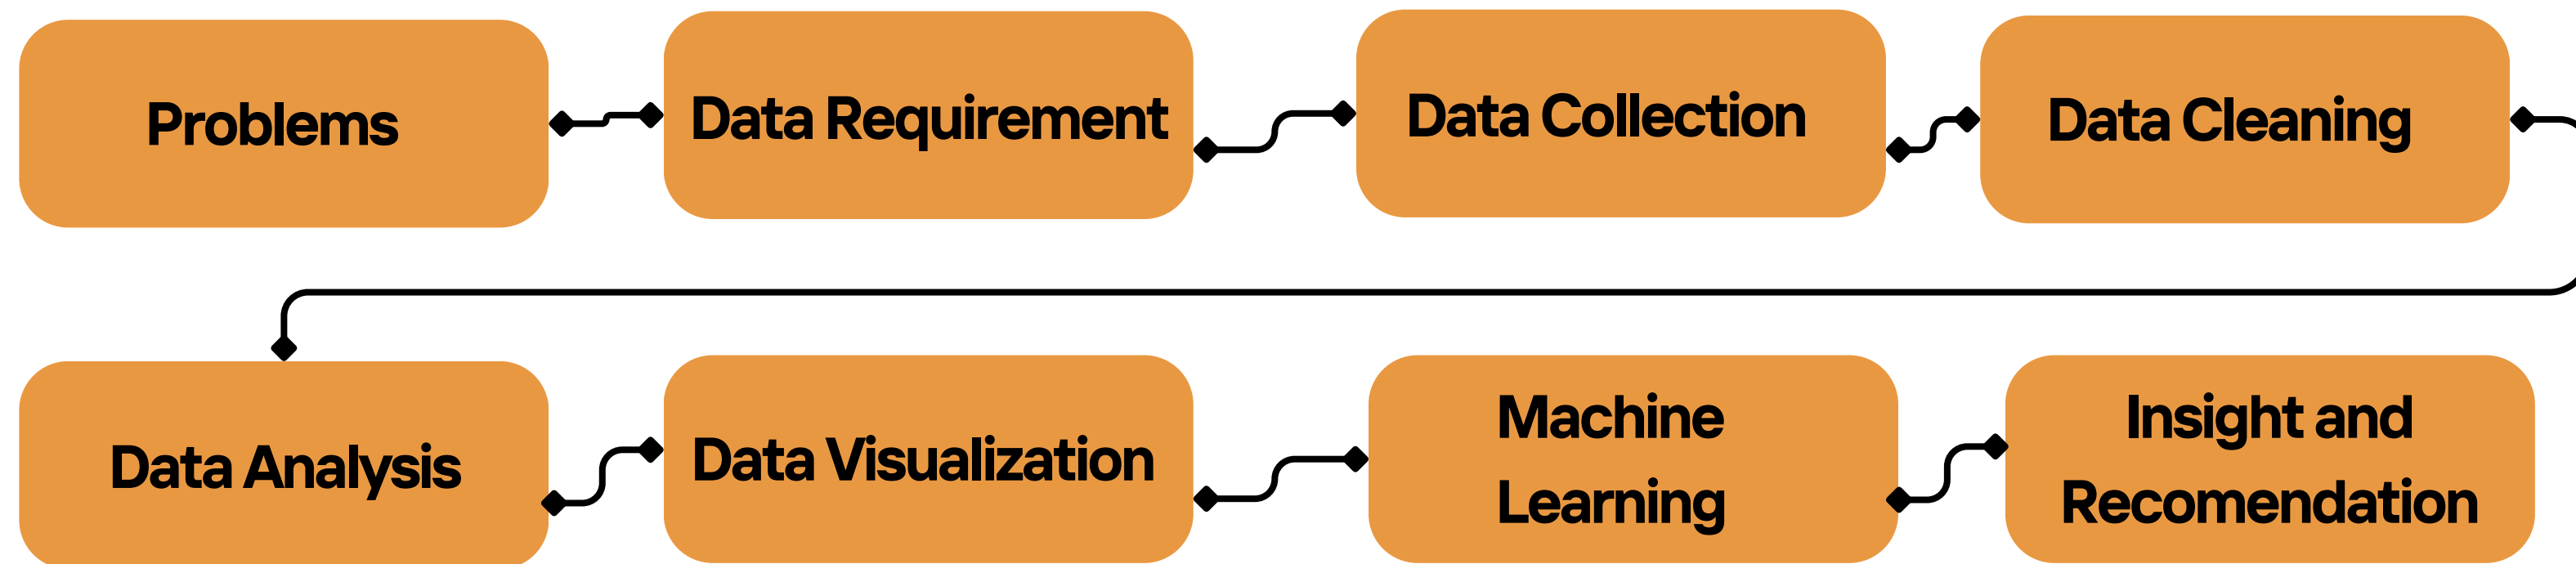 Problems
Data Requirement
Data Collection
Data Cleaning
Data Analysis
Data Visualization
Machine
Learning
Insight and
Recomendation